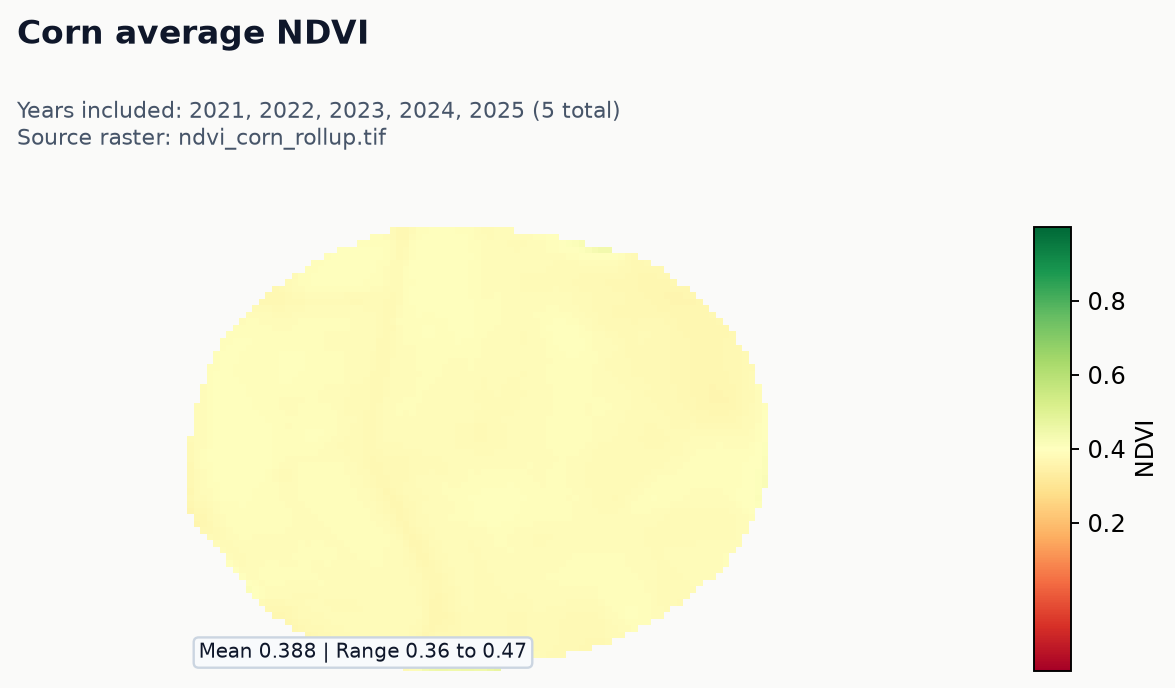 Corn average NDVI
Years included: 2021, 2022, 2023, 2024, 2025 (5 total)
Source raster: ndvi_corn_rollup.tif
0.8
0.6
0.4
0.2
NDVI
Mean 0.388 | Range 0.36 to 0.47